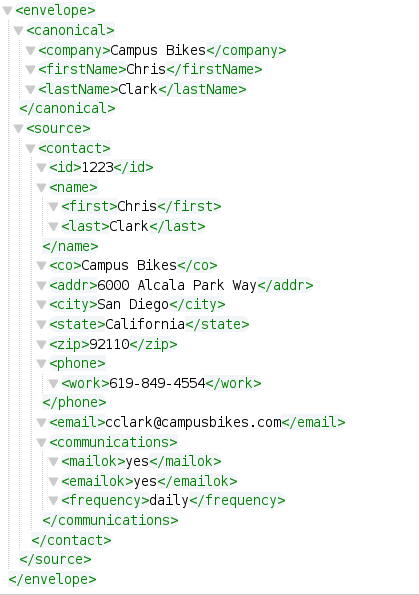 <envelope>
<canonical>
<company>Campus Bikes</company>
<firstName>Chris</firstName>
<lastName>Clark</lastName>
</canonical>
<source>
<contact>
<id>1223</id>
<name>
<first>Chris</first>
<last>Clark</last>
</name>
<co>Campus Bikes</co>
<addr>6000 Alcala Park Way</addr>
<city>San Diego</city>
<state>California</state>
<zip>92110</zip>
<phone>
<work>619-849-4554</work>
</phone>
<email>cclark@campusbikes.com</email>
<communications>
<mailok>yes</mailok>
<emailok>yes</emailok>
<frequency>daily</frequency>
</communications>
</contact>
</source>
</envelope>